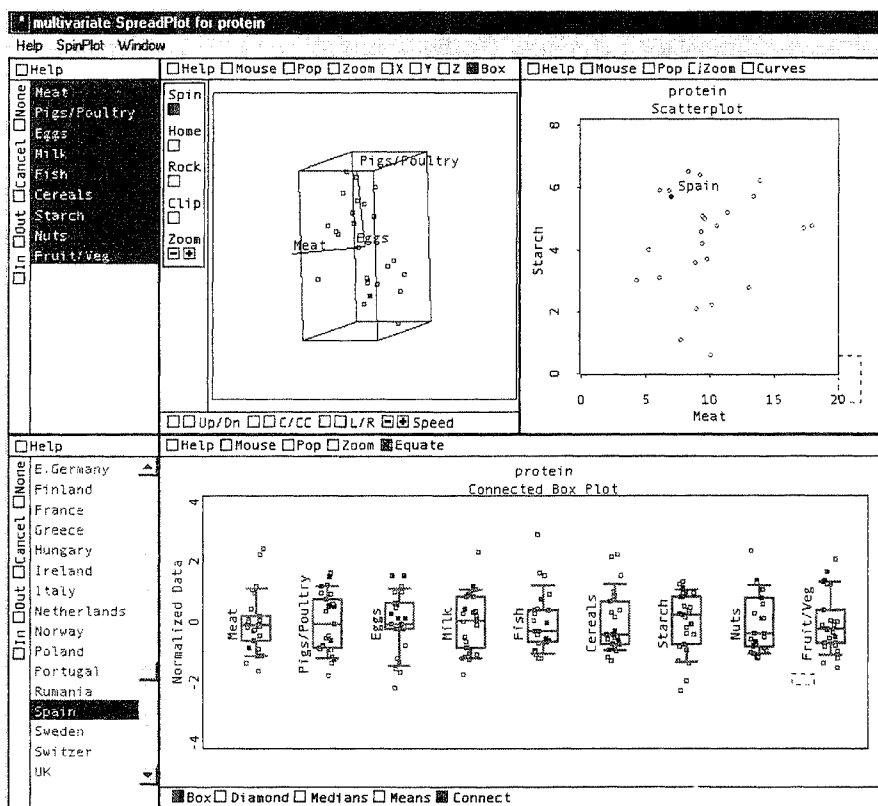 multivariate SpreadPlot for protein
Help SpinPlot Window
Help
None
Cancel
Out
In
Meat
Pigs/Poultry
Eggs
Milk
Fish
Cereals
Starch
Nuts
Fruit/Veg
Help Mouse Pop Zoom X Y Z Box
Spin
Home
Rock
Clip
Zoom
Pigs/Poultry
Meat
Eggs
Up/Dn C/CC L/R Speed
Help Mouse Pop Zoom Curves
protein
Scatterplot
Spain
Starch
8
6
4
2
0
0 5 10 15 20
Meat
Help
None
Cancel
Out
In
E.Germany
Finland
France
Greece
Hungary
Ireland
Italy
Netherlands
Norway
Poland
Portugal
Rumania
Spain
Sweden
Switzer
UK
Help Mouse Pop Zoom Equate
protein
Connected Box Plot
Normalized Data
4
2
0
-2
-4
Meat
Pigs/Poultry
Eggs
Milk
Fish
Cereals
Starch
Nuts
Fruit/Veg
Box Diamond Medians Means Connect